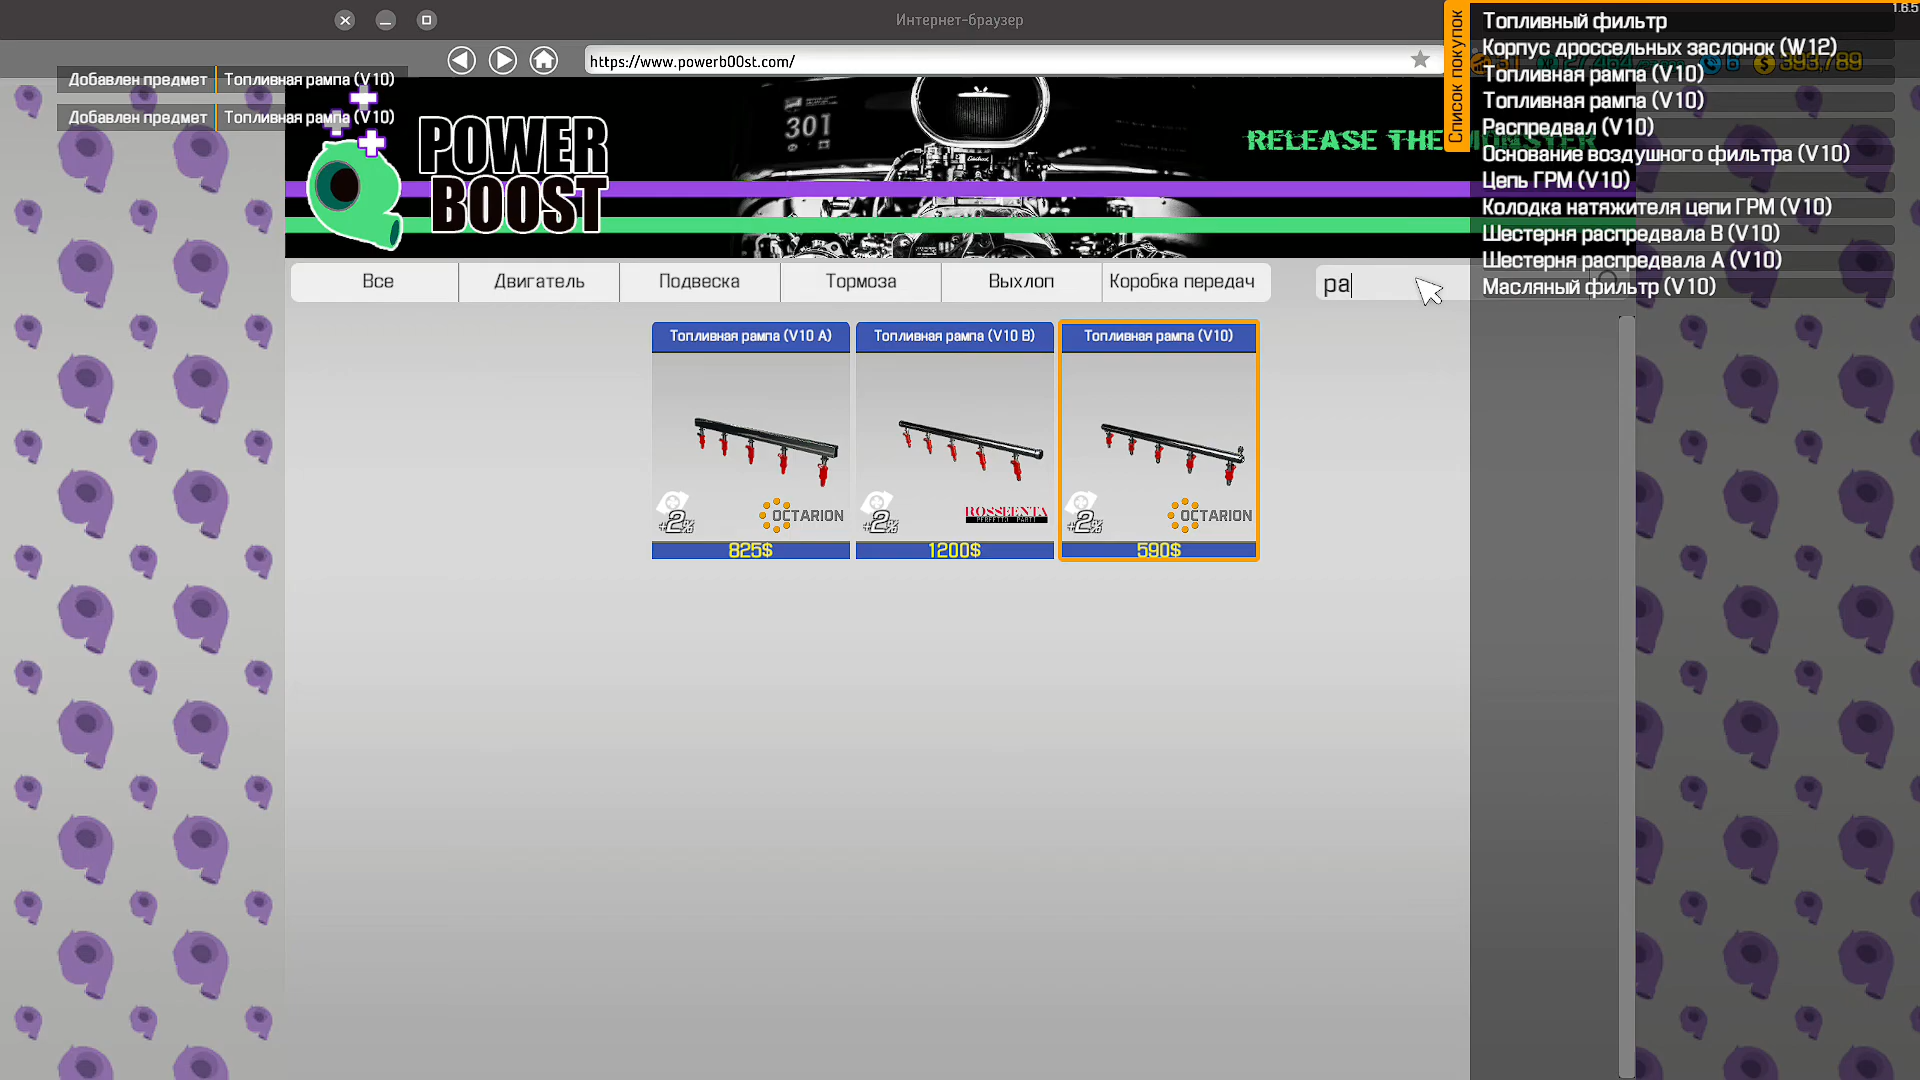 Интернет-браузер
1.6.5
https://www.powerb00st.com/
Добавлен предмет Топливная рампа (V10)
Добавлен предмет Топливная рампа (V10)
POWER
BOOST
301
RELEASE THE MONSTER
393,789
Список покупок
Топливный фильтр
Корпус дроссельных заслонок (W12)
Топливная рампа (V10)
Топливная рампа (V10)
Распредвал (V10)
Основание воздушного фильтра (V10)
Цепь ГРМ (V10)
Колодка натяжителя цепи ГРМ (V10)
Шестерня распредвала B (V10)
Шестерня распредвала A (V10)
Масляный фильтр (V10)
Все
Двигатель
Подвеска
Тормоза
Выхлоп
Коробка передач
ра
Топливная рампа (V10 A)
+2%
OCTARION
825$
Топливная рампа (V10 B)
+2%
ROSSEENTA
1200$
Топливная рампа (V10)
+2%
OCTARION
590$